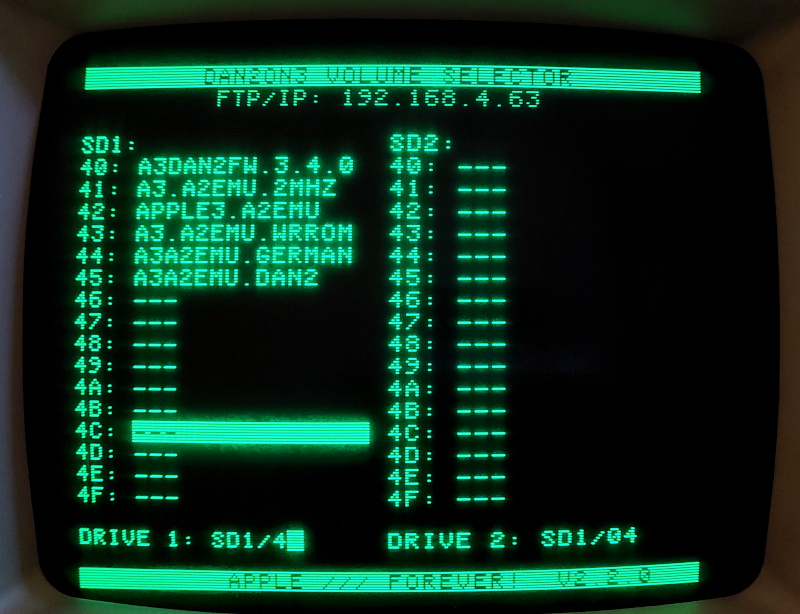 DAN2ON3 VOLUME SELECTOR
FTP/IP: 192.168.4.63
SD1: SD2:
40: A3DAN2FW.3.4.0 40: ---
41: A3.A2EMU.2MHZ 41: ---
42: APPLE3.A2EMU 42: ---
43: A3.A2EMU.WRROM 43: ---
44: A3A2EMU.GERMAN 44: ---
45: A3A2EMU.DAN2 45: ---
46: --- 46: ---
47: --- 47: ---
48: --- 48: ---
49: --- 49: ---
4A: --- 4A: ---
4B: --- 4B: ---
4C: --- 4C: ---
4D: --- 4D: ---
4E: --- 4E: ---
4F: --- 4F: ---
DRIVE 1: SD1/4 DRIVE 2: SD1/04
APPLE /// FOREVER! V2.2.0